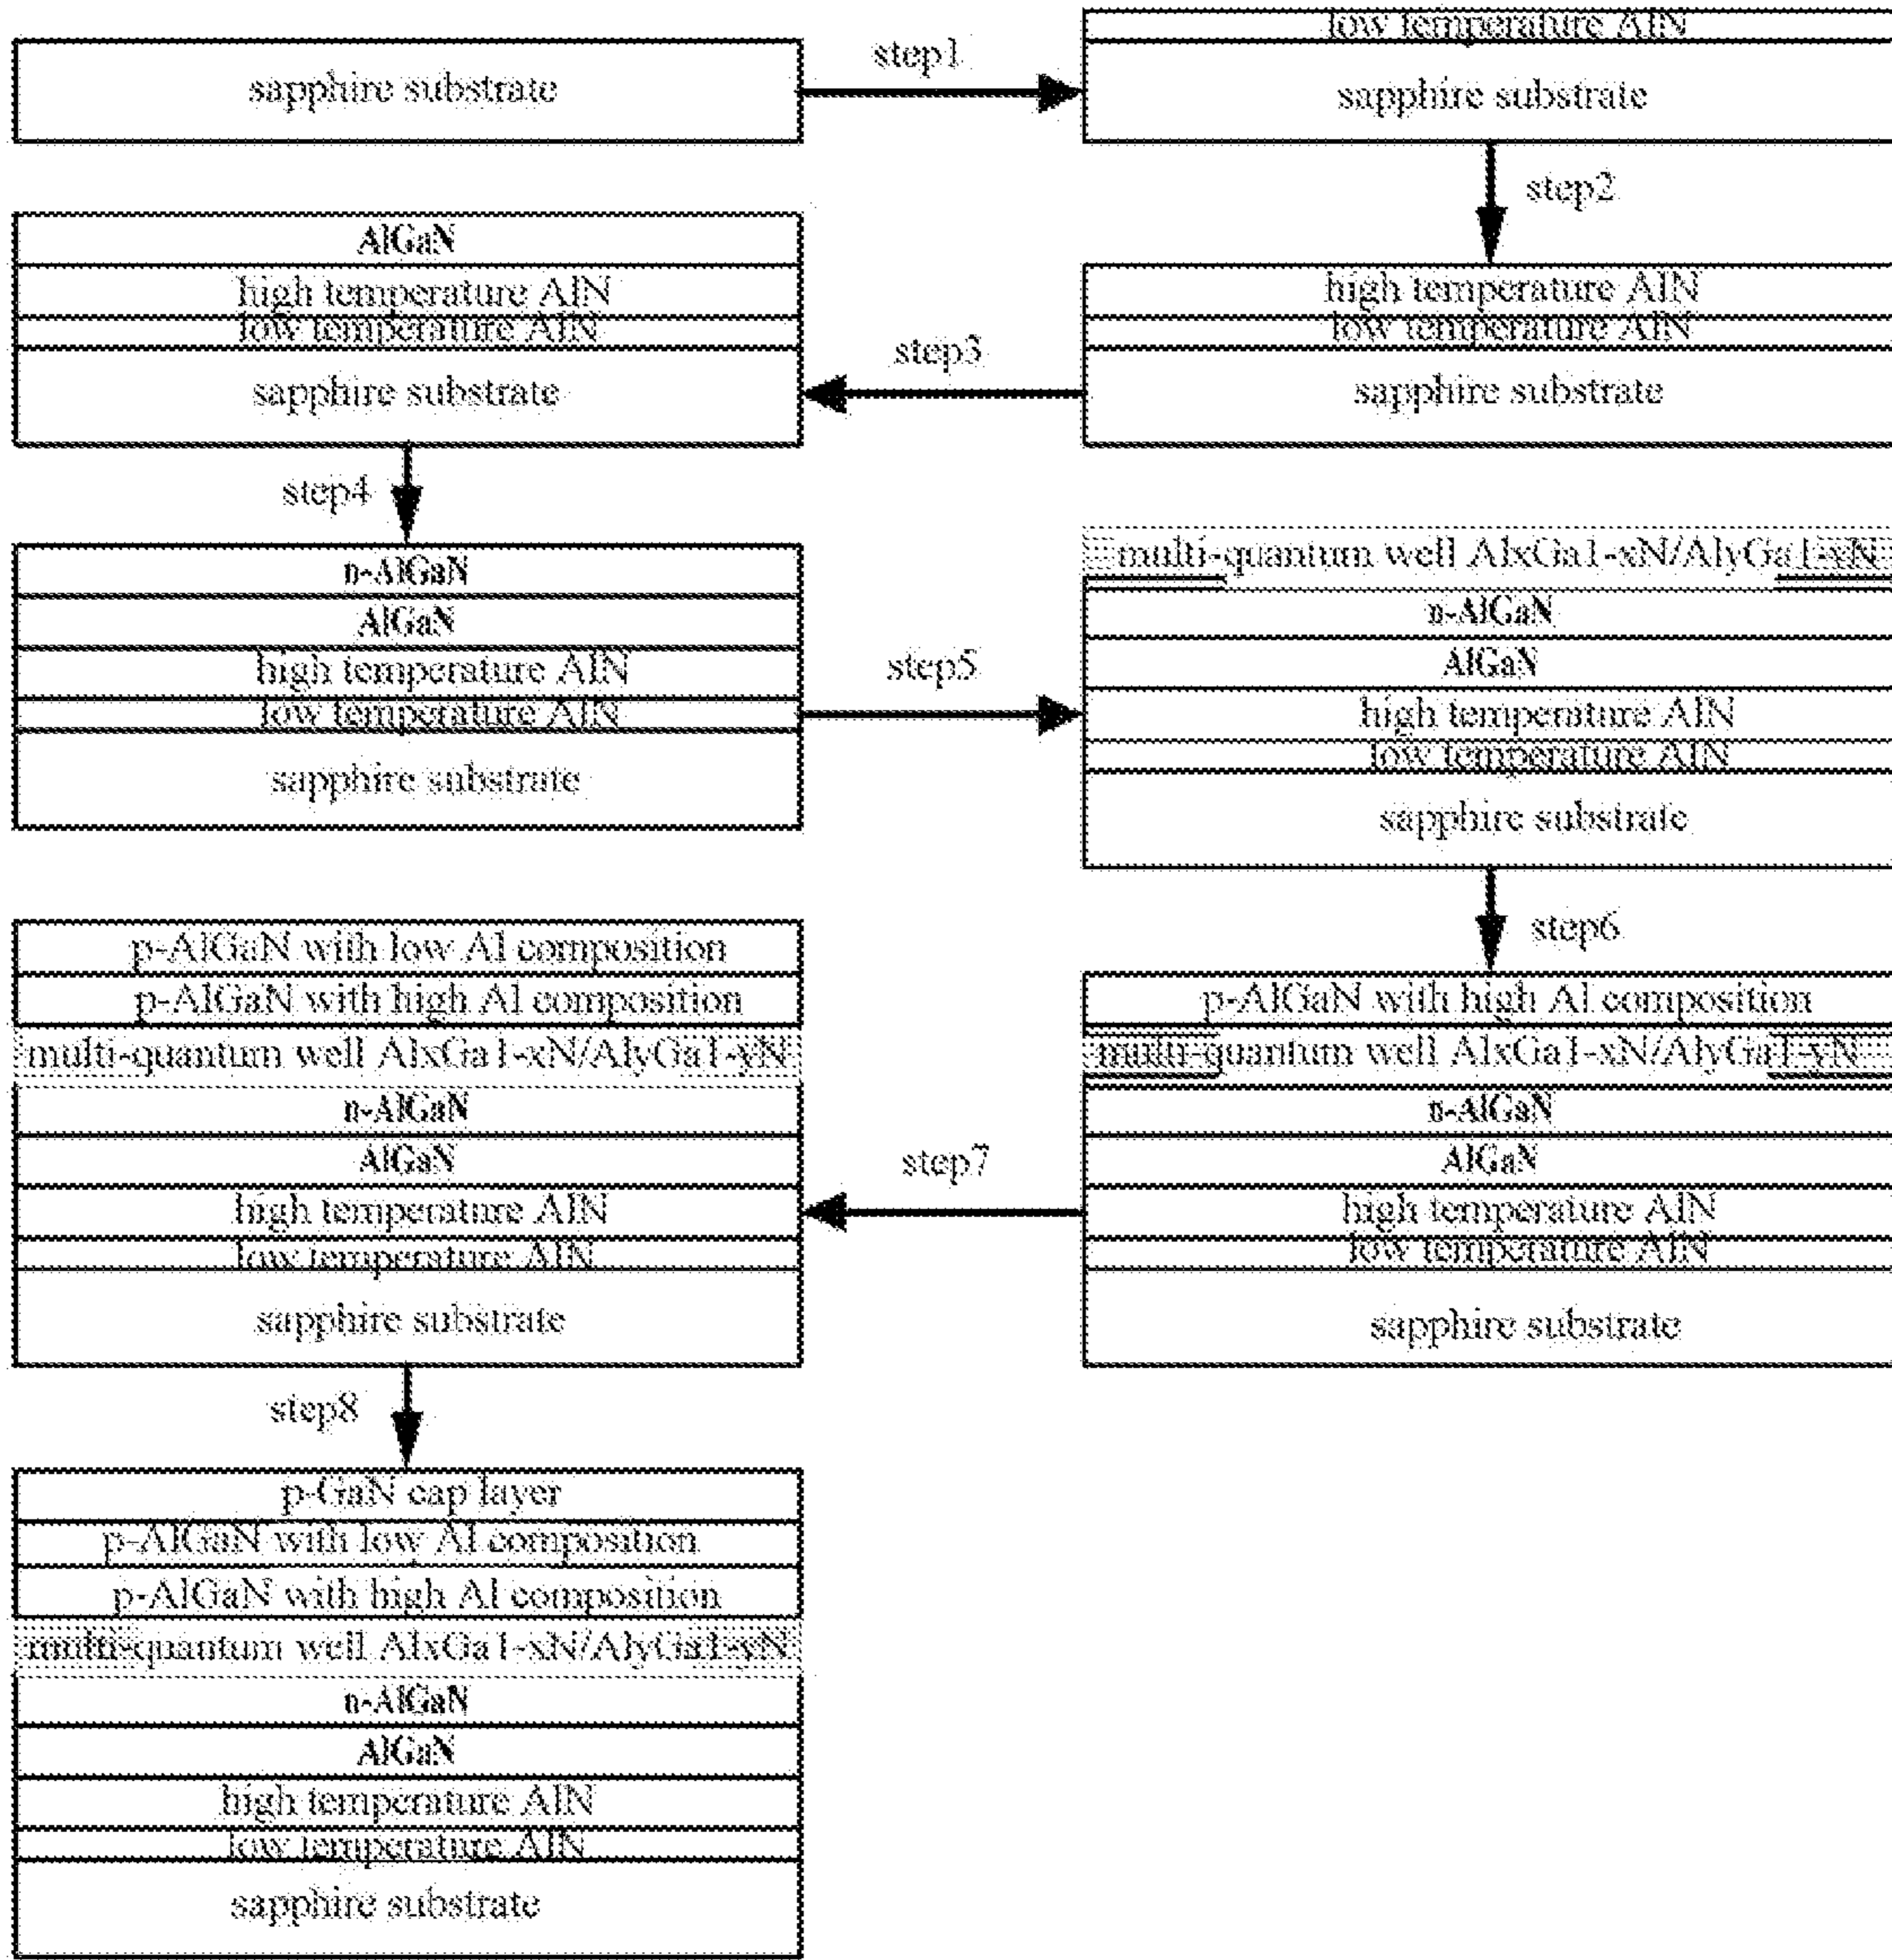 sapphire substrate
step1
low temperature AlN
sapphire substrate
step2
high temperature AlN
low temperature AlN
sapphire substrate
step3
AlGaN
high temperature AlN
low temperature AlN
sapphire substrate
step4
n-AlGaN
AlGaN
high temperature AlN
low temperature AlN
sapphire substrate
step5
multi-quantum well AlxGa1-xN/AlyGa1-yN
n-AlGaN
AlGaN
high temperature AlN
low temperature AlN
sapphire substrate
step6
p-AlGaN with high Al composition
multi-quantum well AlxGa1-xN/AlyGa1-yN
n-AlGaN
AlGaN
high temperature AlN
low temperature AlN
sapphire substrate
step7
p-AlGaN with low Al composition
p-AlGaN with high Al composition
multi-quantum well AlxGa1-xN/AlyGa1-yN
n-AlGaN
AlGaN
high temperature AlN
low temperature AlN
sapphire substrate
step8
p-GaN cap layer
p-AlGaN with low Al composition
p-AlGaN with high Al composition
multi-quantum well AlxGa1-xN/AlyGa1-yN
n-AlGaN
AlGaN
high temperature AlN
low temperature AlN
sapphire substrate